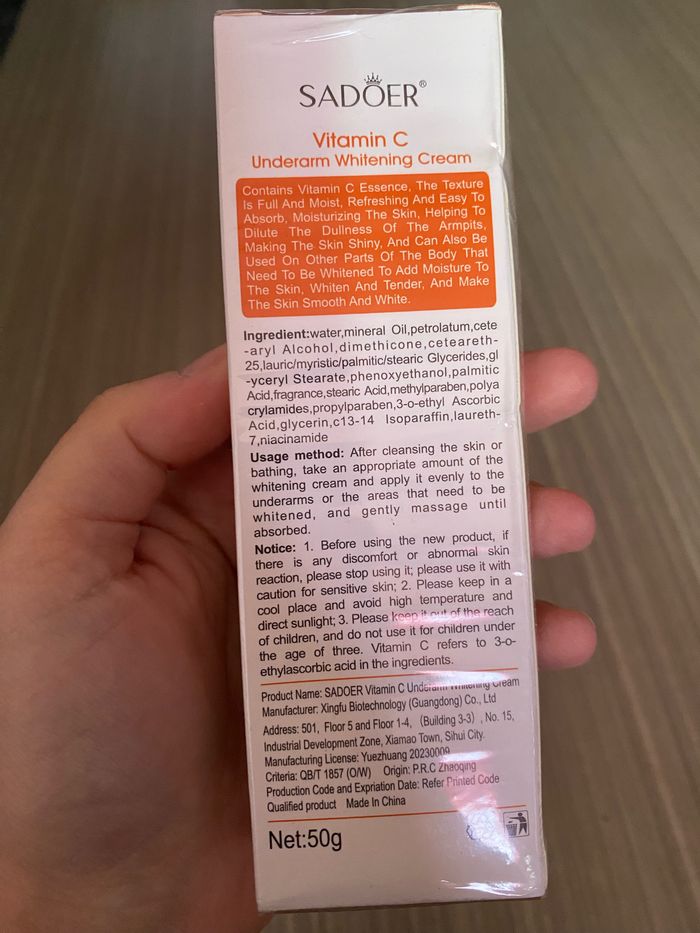 SADOER®
Vitamin C
Underarm Whitening Cream
Contains Vitamin C Essence, The Texture
Is Full And Moist, Refreshing And Easy To
Absorb, Moisturizing The Skin, Helping To
Dilute The Dullness Of The Armpits,
Making The Skin Shiny, And Can Also Be
Used On Other Parts Of The Body That
Need To Be Whitened To Add Moisture To
The Skin, Whiten And Tender, And Make
The Skin Smooth And White.
Ingredient:water,mineral Oil,petrolatum,cete
-aryl Alcohol,dimethicone,ceteareth-
25,lauric/myristic/palmitic/stearic Glycerides,gl
-yceryl Stearate,phenoxyethanol,palmitic
Acid,fragrance,stearic Acid,methylparaben,polya
crylamides,propylparaben,3-o-ethyl Ascorbic
Acid,glycerin,c13-14 Isoparaffin,laureth-
7,niacinamide
Usage method: After cleansing the skin or
bathing, take an appropriate amount of the
whitening cream and apply it evenly to the
underarms or the areas that need to be
whitened, and gently massage until
absorbed.
Notice: 1. Before using the new product, if
there is any discomfort or abnormal skin
reaction, please stop using it; please use it with
caution for sensitive skin; 2. Please keep in a
cool place and avoid high temperature and
direct sunlight; 3. Please keep it out of the reach
of children, and do not use it for children under
the age of three. Vitamin C refers to 3-o-
ethylascorbic acid in the ingredients.
Product Name: SADOER Vitamin C Underarm Whitening Cream
Manufacturer: Xingfu Biotechnology (Guangdong) Co., Ltd
Address: 501, Floor 5 and Floor 1-4, (Building 3-3) , No. 15,
Industrial Development Zone, Xiamao Town, Sihui City.
Manufacturing License: Yuezhuang 20230009
Criteria: QB/T 1857 (O/W) Origin: P.R.C Zhaoqing
Production Code and Expriation Date: Refer Printed Code
Qualified product Made In China
Net:50g